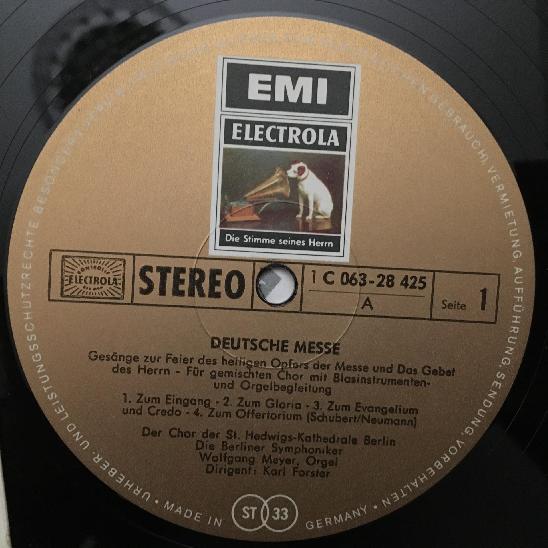 EMI
ELECTROLA
Die Stimme seines Herrn
ELECTROLA
STEREO
1 C 063-28 425
A
Seite 1
DEUTSCHE MESSE
Gesänge zur Feier des heiligen Opfers der Messe und Das Gebet
des Herrn - Für gemischten Chor mit Blasinstrumenten-
und Orgelbegleitung
1. Zum Eingang - 2. Zum Gloria - 3. Zum Evangelium
und Credo - 4. Zum Offertorium (Schubert/Neumann)
Der Chor der St. Hedwigs-Kathedrale Berlin
Die Berliner Symphoniker
Wolfgang Meyer, Orgel
Dirigent: Karl Forster
URHEBER- UND LEISTUNGSSCHUTZRECHTE
GEBRAUCH, VERMIETUNG, AUFFÜHRUNG, SENDUNG VORBEHALTEN
MADE IN
ST 33
GERMANY